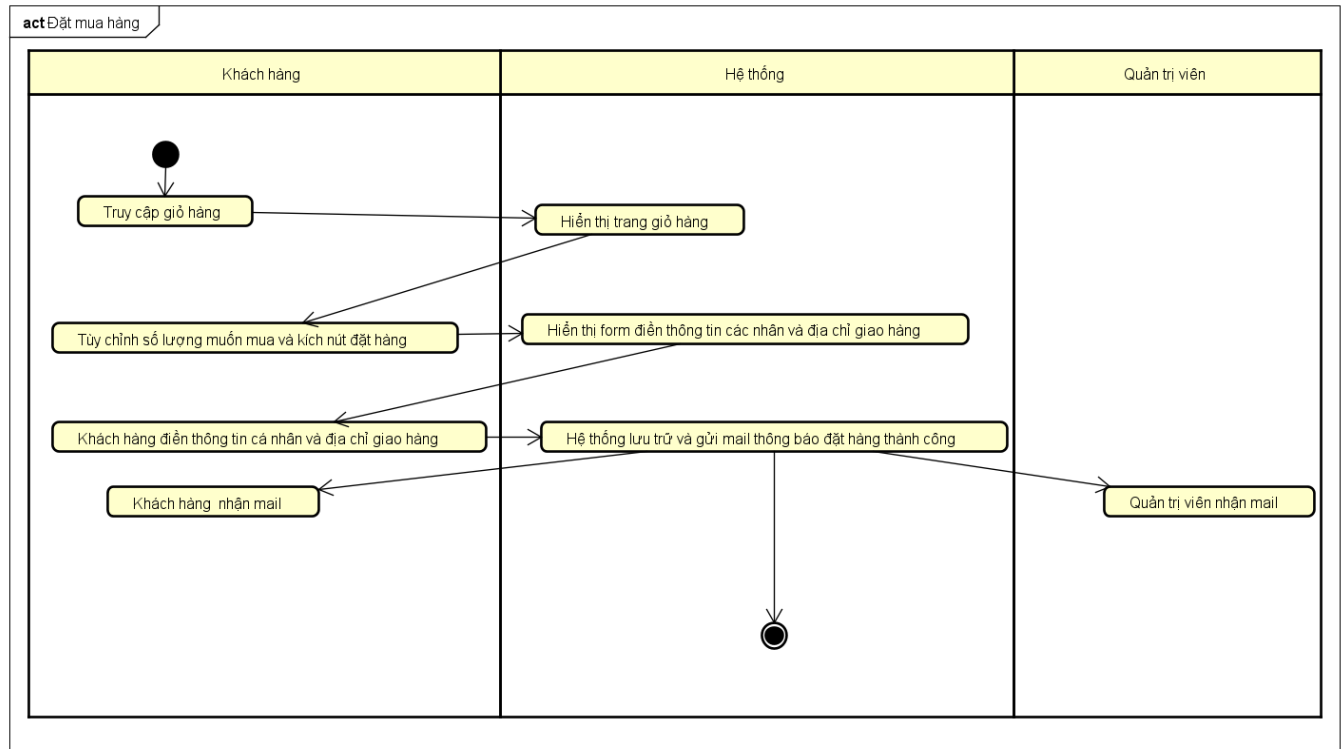 act Đặt mua hàng
Khách hàng
Hệ thống
Quản trị viên
Truy cập giỏ hàng
Hiển thị trang giỏ hàng
Tùy chỉnh số lượng muốn mua và kích nút đặt hàng
Hiển thị form điền thông tin các nhân và địa chỉ giao hàng
Khách hàng điền thông tin cá nhân và địa chỉ giao hàng
Hệ thống lưu trữ và gửi mail thông báo đặt hàng thành công
Khách hàng nhận mail
Quản trị viên nhận mail